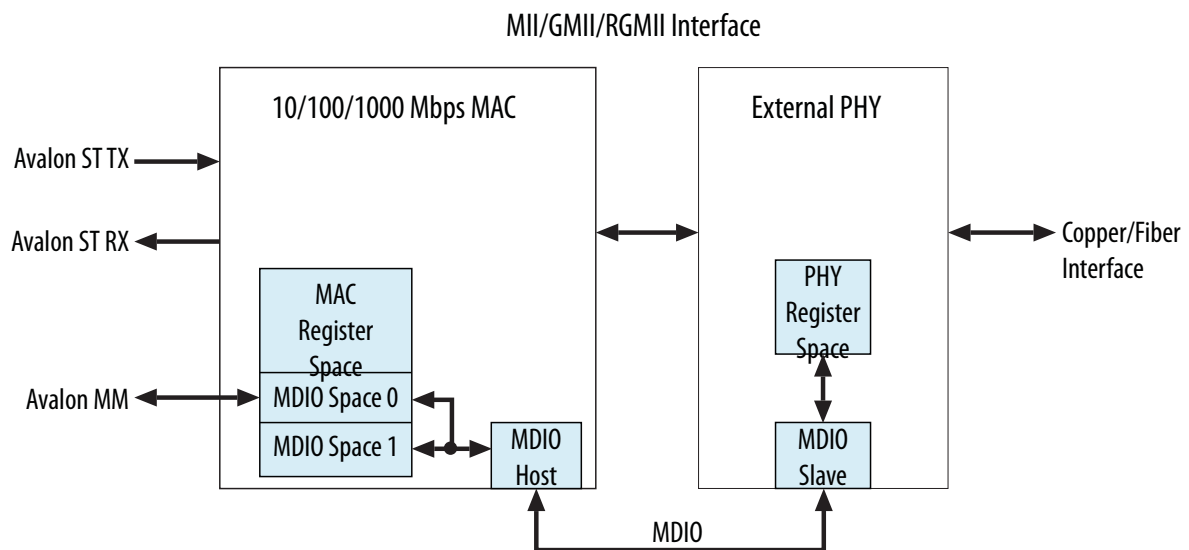 MII/GMII/RGMII Interface
10/100/1000 Mbps MAC
External PHY
Avalon ST TX
Avalon ST RX
Copper/Fiber
Interface
MAC
Register
Space
PHY
Register
Space
Avalon MM
MDIO Space 0
MDIO Space 1
MDIO
Host
MDIO
Slave
MDIO